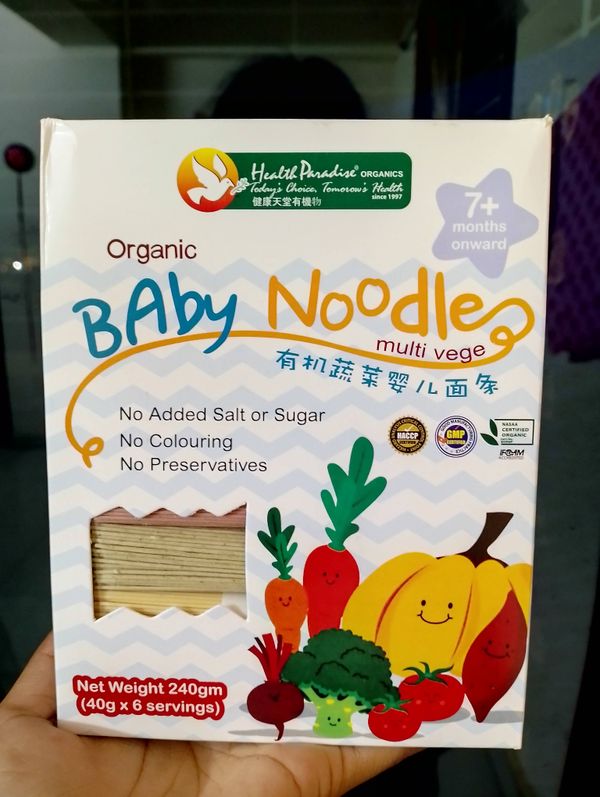 Health Paradise® ORGANICS
Today's Choice, Tomorrow's Health
since 1997
健康天堂有機物
7+
months
onward
Organic
BAby Noodle
multi vege
有机蔬菜婴儿面条
No Added Salt or Sugar
No Colouring
No Preservatives
HACCP
GMP
NASAA
CERTIFIED
ORGANIC
IFOAM
ACCREDITED
Net Weight 240gm
(40g x 6 servings)